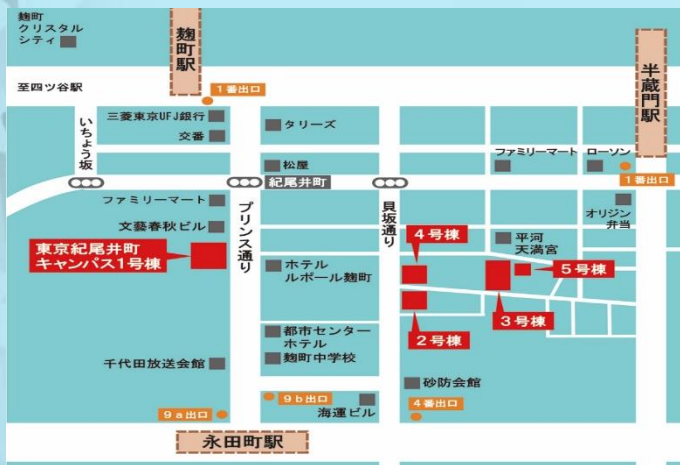 麹町
クリスタル
シティ
麹町駅
半蔵門駅
至四ツ谷駅
1番出口
いちょう坂
三菱東京UFJ銀行
交番
タリーズ
松屋
紀尾井町
ファミリーマート
ローソン
1番出口
ファミリーマート
文藝春秋ビル
プリンス通り
貝坂通り
オリジン
弁当
東京紀尾井町
キャンパス1号棟
4号棟
平河
天満宮
5号棟
ホテル
ルポール麹町
3号棟
2号棟
都市センター
ホテル
麹町中学校
千代田放送会館
砂防会館
9a出口
9b出口
海運ビル
4番出口
永田町駅